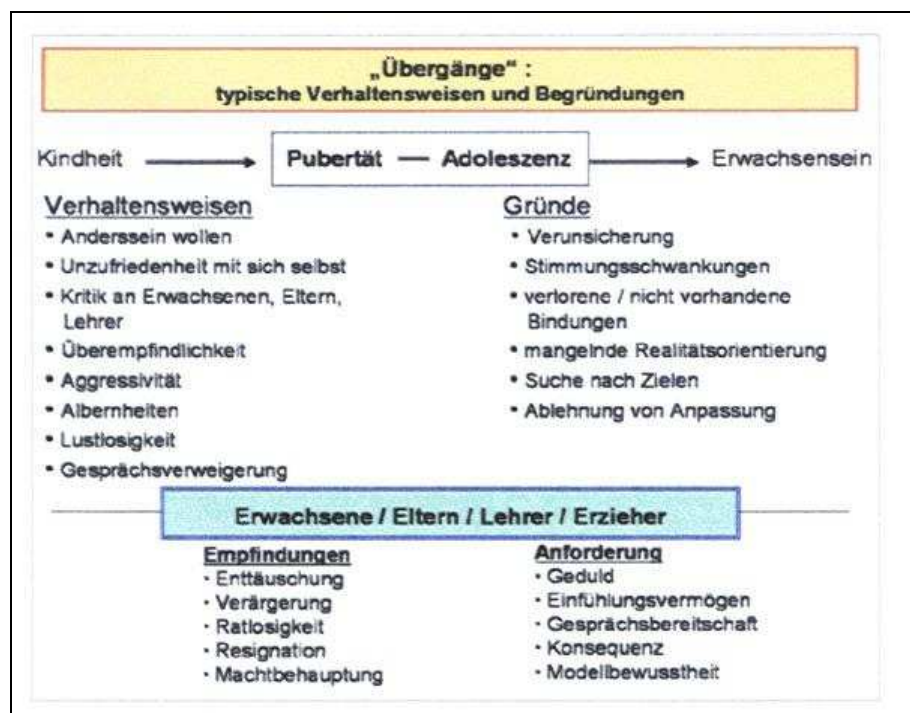 „Übergänge“ :
typische Verhaltensweisen und Begründungen
Kindheit
Pubertät — Adoleszenz
Erwachsensein
Verhaltensweisen
• Anderssein wollen
• Unzufriedenheit mit sich selbst
• Kritik an Erwachsenen, Eltern,
Lehrer
• Überempfindlichkeit
• Aggressivität
• Albernheiten
• Lustlosigkeit
• Gesprächsverweigerung
Gründe
• Verunsicherung
• Stimmungsschwankungen
• verlorene / nicht vorhandene
Bindungen
• mangelnde Realitätsorientierung
• Suche nach Zielen
• Ablehnung von Anpassung
Erwachsene / Eltern / Lehrer / Erzieher
Empfindungen
· Enttäuschung
· Verärgerung
· Ratlosigkeit
· Resignation
· Machtbehauptung
Anforderung
· Geduld
· Einfühlungsvermögen
· Gesprächsbereitschaft
· Konsequenz
· Modellbewusstheit